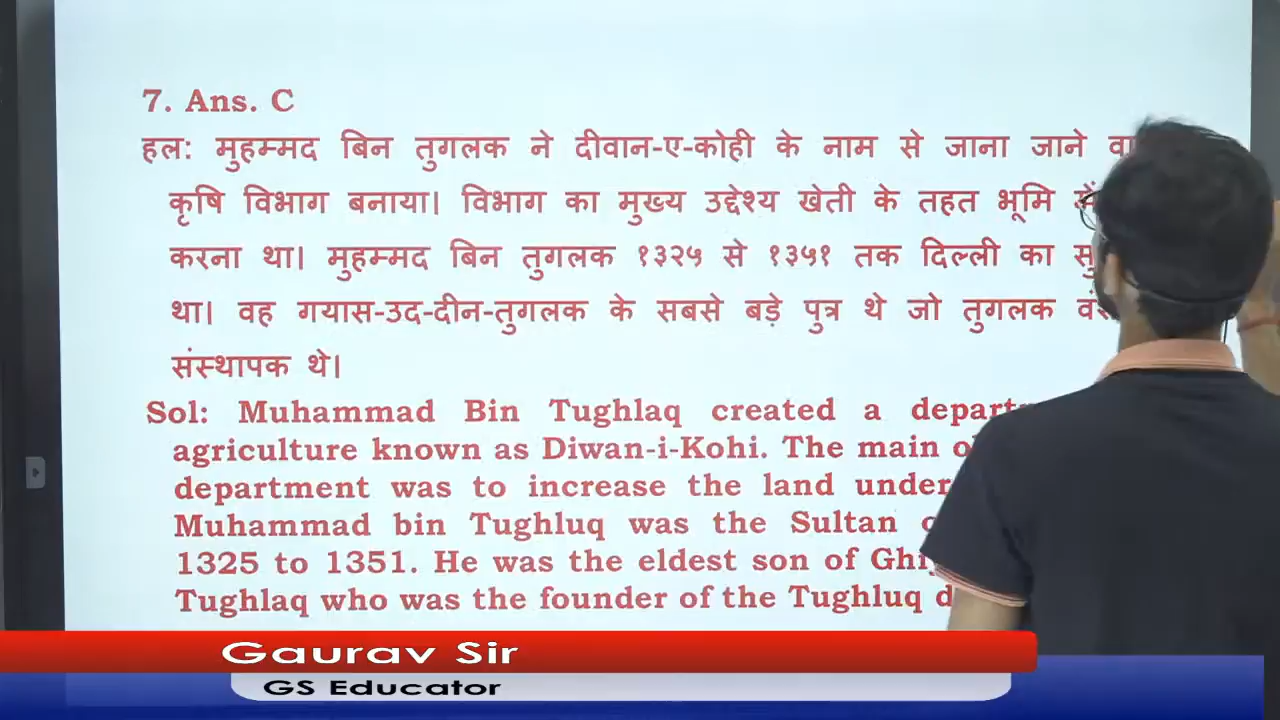 7. Ans. C
हल: मुहम्मद बिन तुगलक ने दीवान-ए-कोही के नाम से जाना जाने
कृषि विभाग बनाया। विभाग का मुख्य उद्देश्य खेती के तहत भूमि में
करना था। मुहम्मद बिन तुगलक १३२५ से १३५१ तक दिल्ली का
था। वह गयास-उद-दीन-तुगलक के सबसे बड़े पुत्र थे जो तुगलक
संस्थापक थे।
Sol: Muhammad Bin Tughlaq created a
agriculture known as Diwan-i-Kohi. The main
department was to increase the land under
Muhammad bin Tughluq was the Sultan
1325 to 1351. He was the eldest son of
Tughlaq who was the founder of the Tughluq
Gaurav Sir
GS Educator